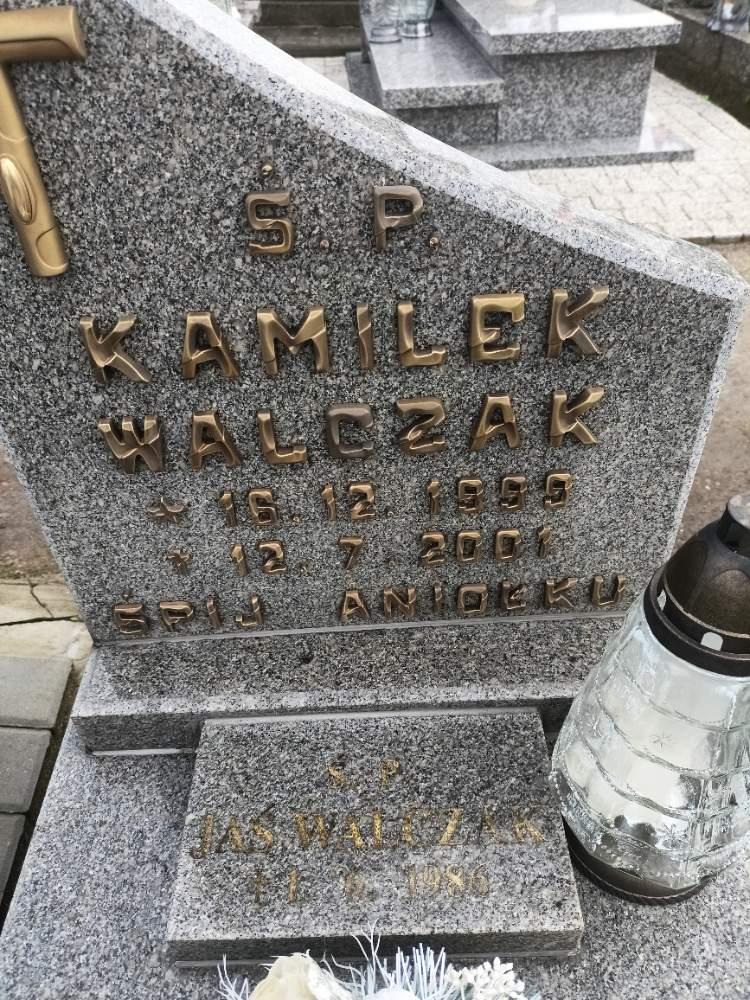 Ś. P.
KAMILEK
WALCZAK
* 16. 12. 1999
† 12. 7. 2001
ŚPIJ ANIOŁKU
Ś. P.
JAŚ WALCZAK
† 1. 6. 1986